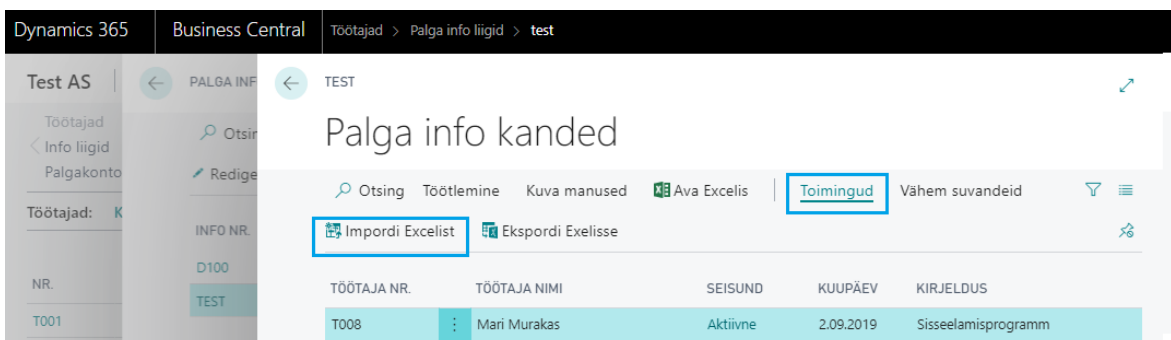 Dynamics 365 Business Central Töötajad > Palga info liigid > test
Test AS PALGA INF TEST
Palga info kanded
Töötajad
Info liigid
Palgakonto
Otsin
Redige
Otsing Töötlemine Kuva manused Ava Excelis Toimingud Vähem suvandeid
Impordi Excelist Ekspordi Exelisse
Töötajad: K
INFO NR.
D100
TEST
NR.
T001
TÖÖTAJA NR. TÖÖTAJA NIMI SEISUND KUUPÄEV KIRJELDUS
T008 Mari Murakas Aktiivne 2.09.2019 Sisseelamisprogramm